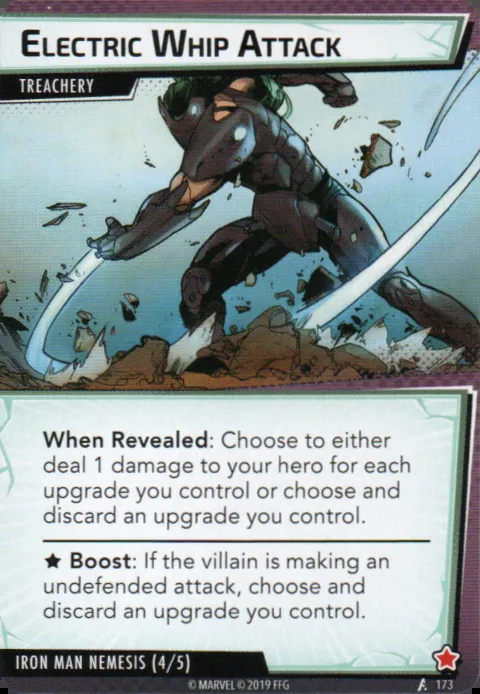 ELECTRIC WHIP ATTACK
TREACHERY
When Revealed: Choose to either
deal 1 damage to your hero for each
upgrade you control or choose and
discard an upgrade you control.
★ Boost: If the villain is making an
undefended attack, choose and
discard an upgrade you control.
IRON MAN NEMESIS (4/5)
© MARVEL © 2019 FFG
173